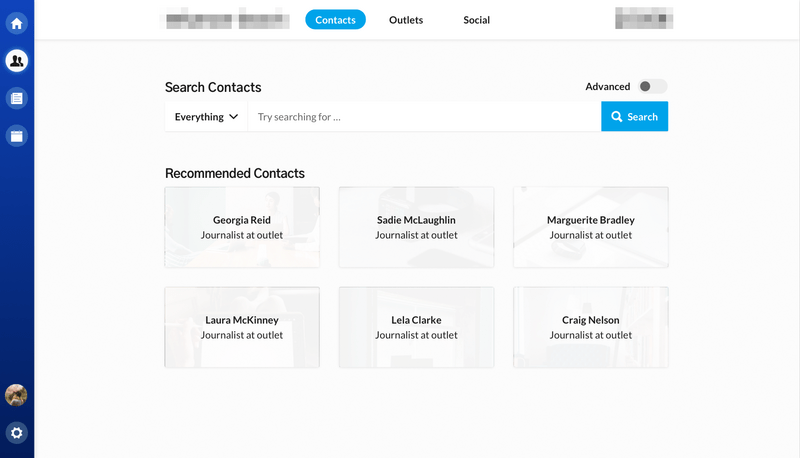 Contacts
Outlets
Social
Search Contacts
Advanced
Everything
Try searching for ...
Search
Recommended Contacts
Georgia Reid
Journalist at outlet
Sadie McLaughlin
Journalist at outlet
Marguerite Bradley
Journalist at outlet
Laura McKinney
Journalist at outlet
Lela Clarke
Journalist at outlet
Craig Nelson
Journalist at outlet